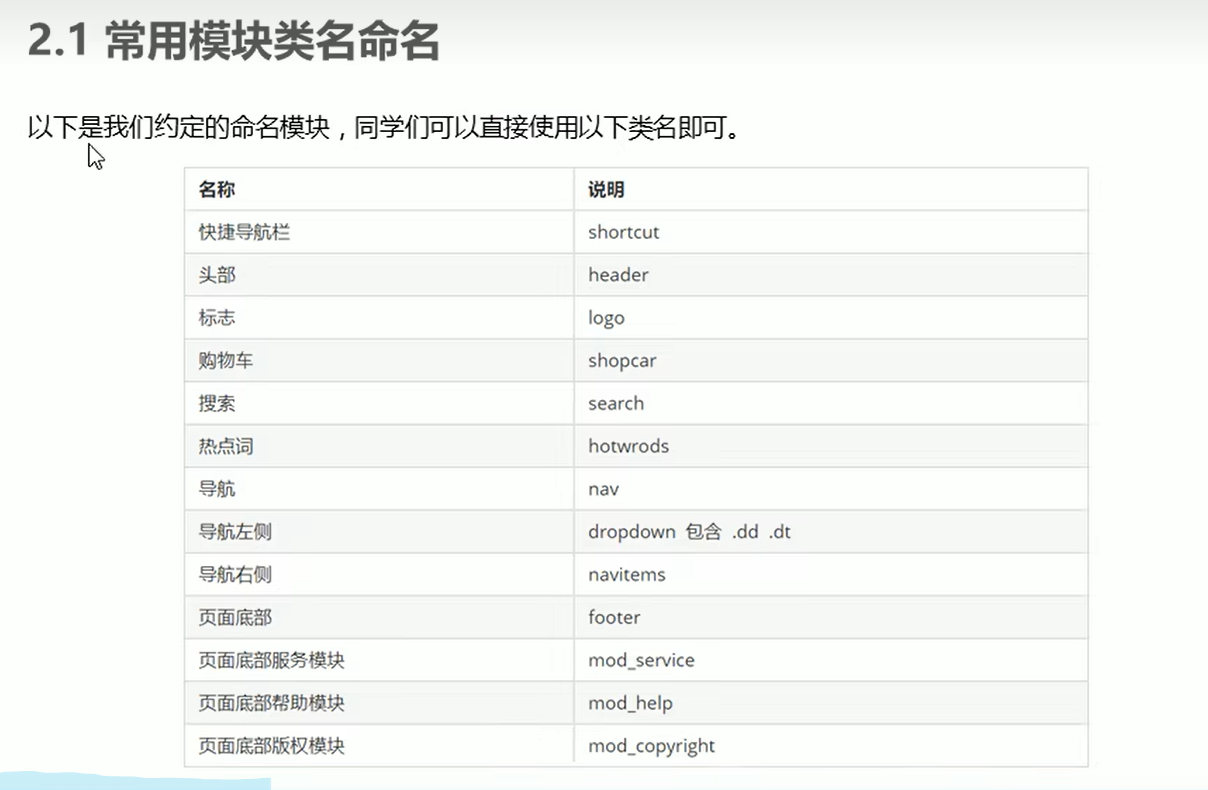 2.1 常用模块类名命名
以下是我们约定的命名模块，同学们可以直接使用以下类名即可。
名称 说明
快捷导航栏 shortcut
头部 header
标志 logo
购物车 shopcar
搜索 search
热点词 hotwrods
导航 nav
导航左侧 dropdown 包含 .dd .dt
导航右侧 navitems
页面底部 footer
页面底部服务模块 mod_service
页面底部帮助模块 mod_help
页面底部版权模块 mod_copyright